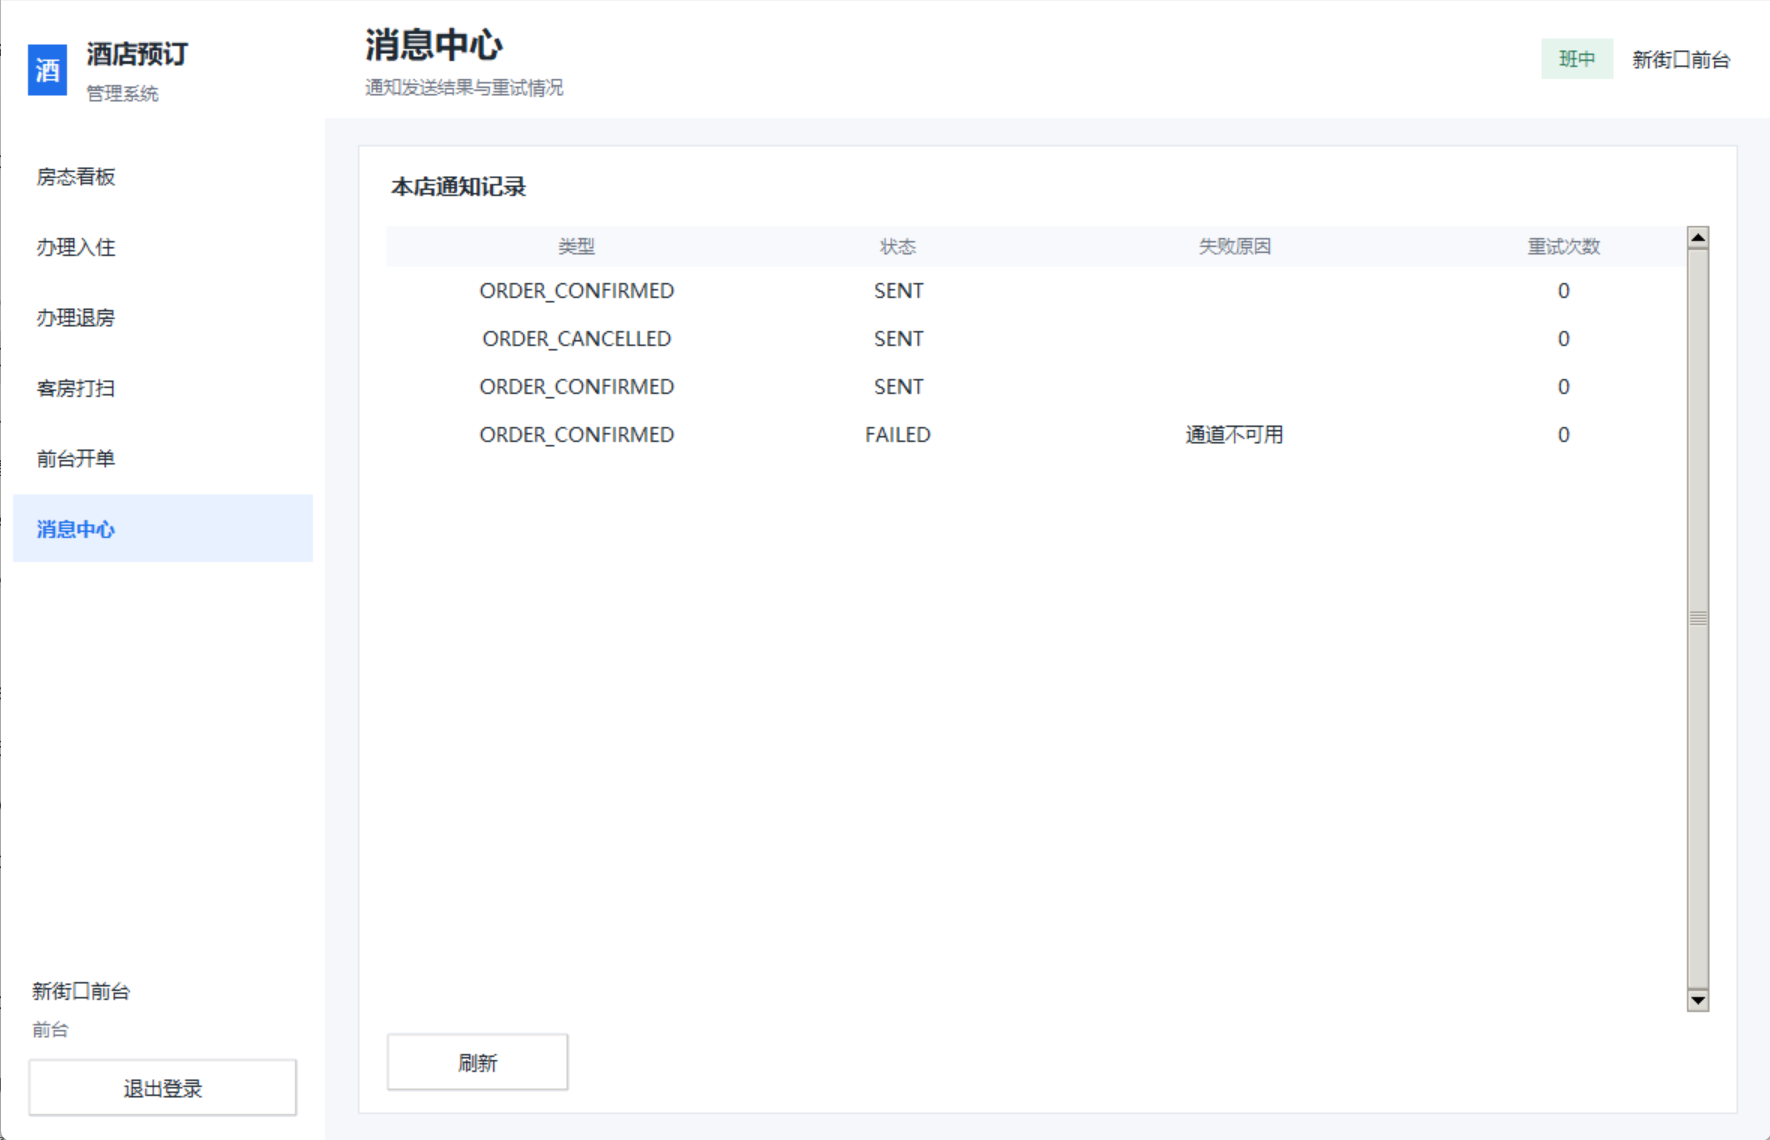 酒
酒店预订
管理系统
房态看板
办理入住
办理退房
客房打扫
前台开单
消息中心
新街口前台
前台
退出登录
消息中心
通知发送结果与重试情况
班中 新街口前台
本店通知记录
类型 状态 失败原因 重试次数
ORDER_CONFIRMED SENT 0
ORDER_CANCELLED SENT 0
ORDER_CONFIRMED SENT 0
ORDER_CONFIRMED FAILED 通道不可用 0
刷新